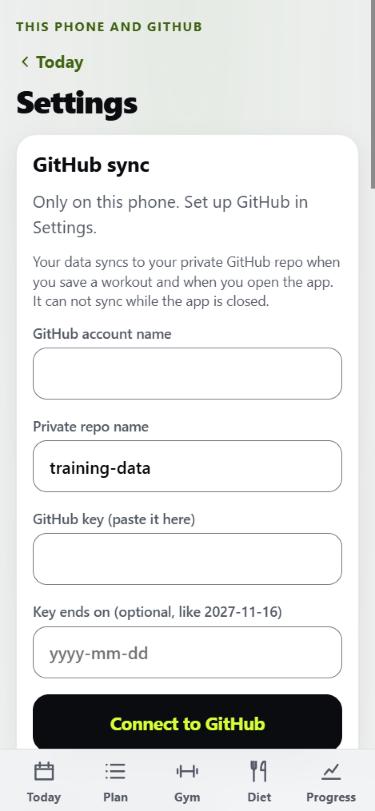 THIS PHONE AND GITHUB
Today
Settings
GitHub sync
Only on this phone. Set up GitHub in
Settings.
Your data syncs to your private GitHub repo when
you save a workout and when you open the app.
It can not sync while the app is closed.
GitHub account name
Private repo name
training-data
GitHub key (paste it here)
Key ends on (optional, like 2027-11-16)
yyyy-mm-dd
Connect to GitHub
Today Plan Gym Diet Progress